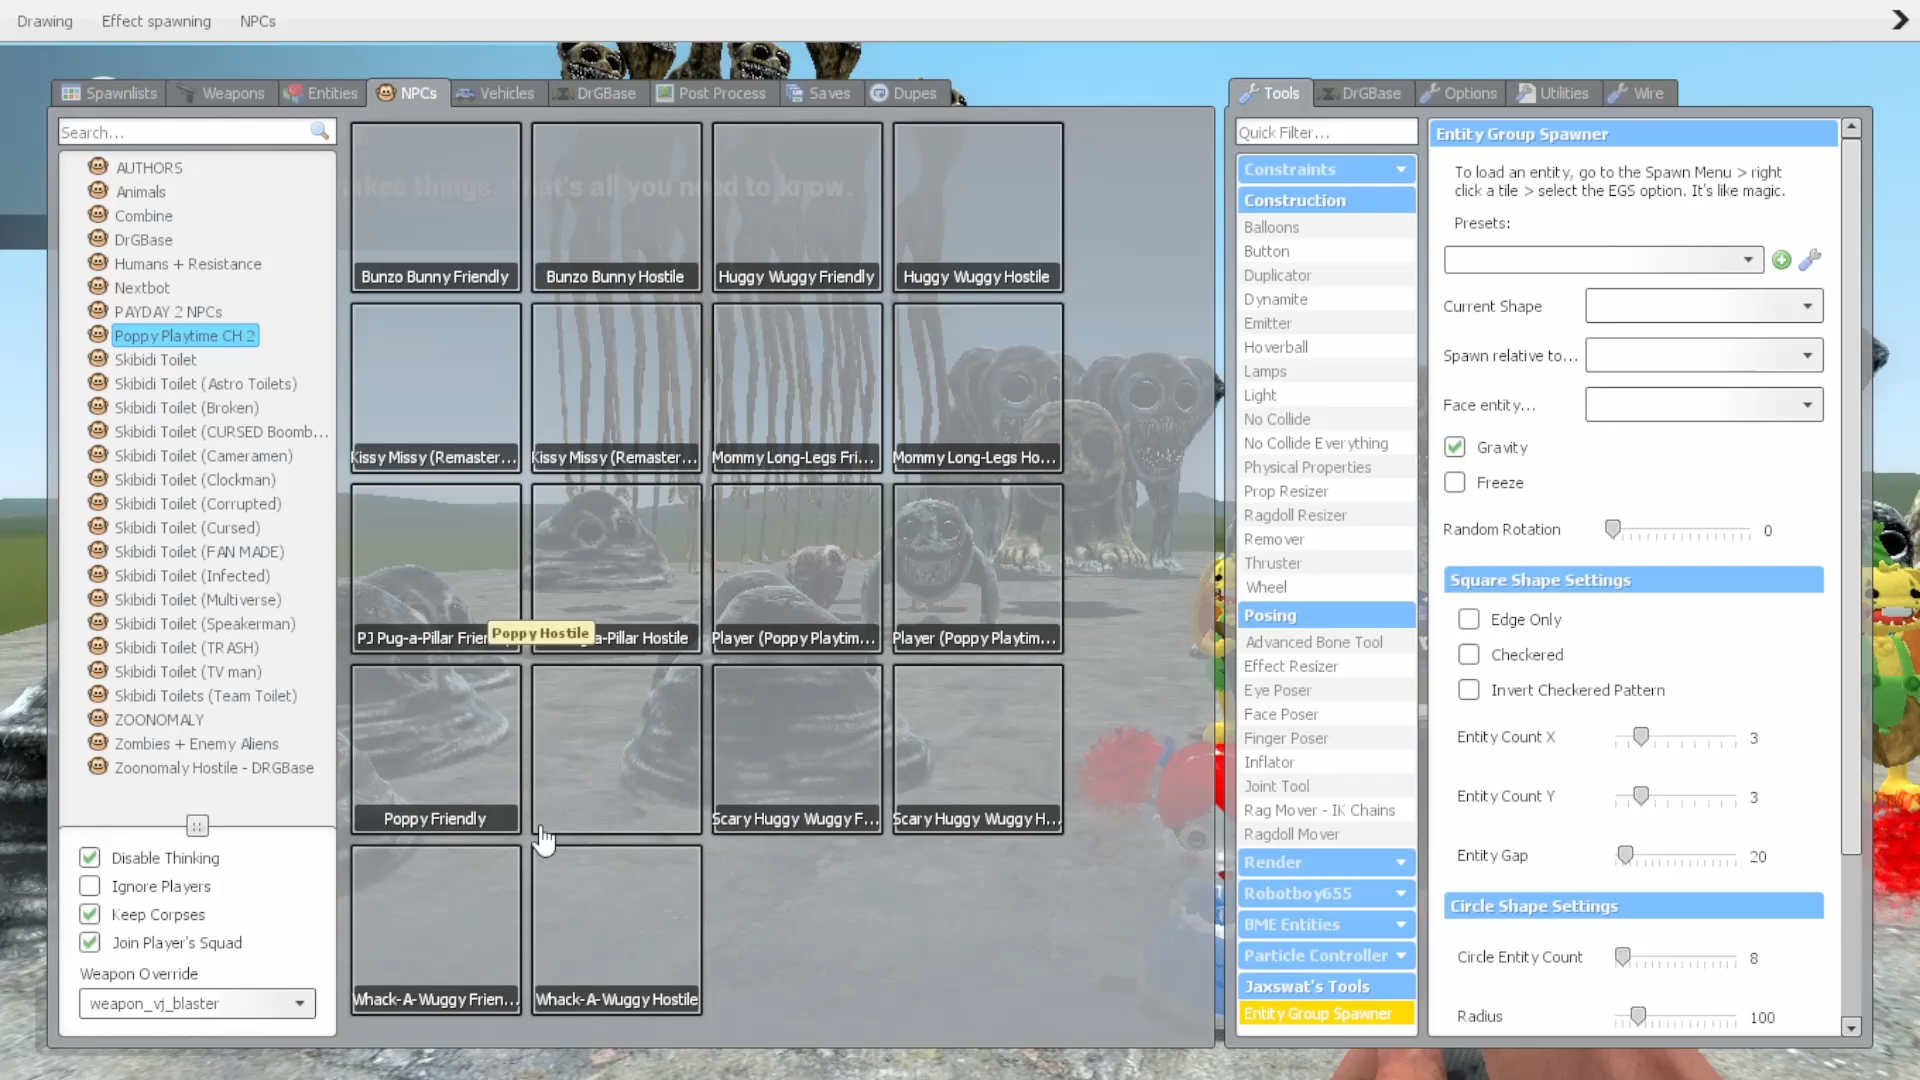 Drawing Effect spawning NPCs
Spawnlists Weapons Entities NPCs Vehicles DrGBase Post Process Saves Dupes
Search...
AUTHORS
Animals
Combine
DrGBase
Humans + Resistance
Nextbot
PAYDAY 2 NPCs
Poppy Playtime CH 2
Skibidi Toilet
Skibidi Toilet (Astro Toilets)
Skibidi Toilet (Broken)
Skibidi Toilet (CURSED Boomb...
Skibidi Toilet (Cameramen)
Skibidi Toilet (Clockman)
Skibidi Toilet (Corrupted)
Skibidi Toilet (Cursed)
Skibidi Toilet (FAN MADE)
Skibidi Toilet (Infected)
Skibidi Toilet (Multiverse)
Skibidi Toilet (Speakerman)
Skibidi Toilet (TRASH)
Skibidi Toilet (TV man)
Skibidi Toilets (Team Toilet)
ZOONOMALY
Zombies + Enemy Aliens
Zoonomaly Hostile - DRGBase
Disable Thinking
Ignore Players
Keep Corpses
Join Player's Squad
Weapon Override
weapon_vj_blaster
makes things. that's all you need to know.
Bunzo Bunny Friendly Bunzo Bunny Hostile Huggy Wuggy Friendly Huggy Wuggy Hostile
Kissy Missy (Remaster... Kissy Missy (Remaster... Mommy Long-Legs Fri... Mommy Long-Legs Ho...
PJ Pug-a-Pillar Frien Poppy Hostile a-Pillar Hostile Player (Poppy Playtim... Player (Poppy Playtim...
Poppy Friendly Scary Huggy Wuggy F... Scary Huggy Wuggy H...
Whack-A-Wuggy Frien... Whack-A-Wuggy Hostile
Tools DrGBase Options Utilities Wire
Quick Filter...
Constraints
Construction
Balloons
Button
Duplicator
Dynamite
Emitter
Hoverball
Lamps
Light
No Collide
No Collide Everything
Physical Properties
Prop Resizer
Ragdoll Resizer
Remover
Thruster
Wheel
Posing
Advanced Bone Tool
Effect Resizer
Eye Poser
Face Poser
Finger Poser
Inflator
Joint Tool
Rag Mover - IK Chains
Ragdoll Mover
Render
Robotboy655
BME Entities
Particle Controller
Jaxswat's Tools
Entity Group Spawner
Entity Group Spawner
To load an entity, go to the Spawn Menu > right
click a tile > select the EGS option. It's like magic.
Presets:
Current Shape
Spawn relative to...
Face entity...
Gravity
Freeze
Random Rotation 0
Square Shape Settings
Edge Only
Checkered
Invert Checkered Pattern
Entity Count X 3
Entity Count Y 3
Entity Gap 20
Circle Shape Settings
Circle Entity Count 8
Radius 100